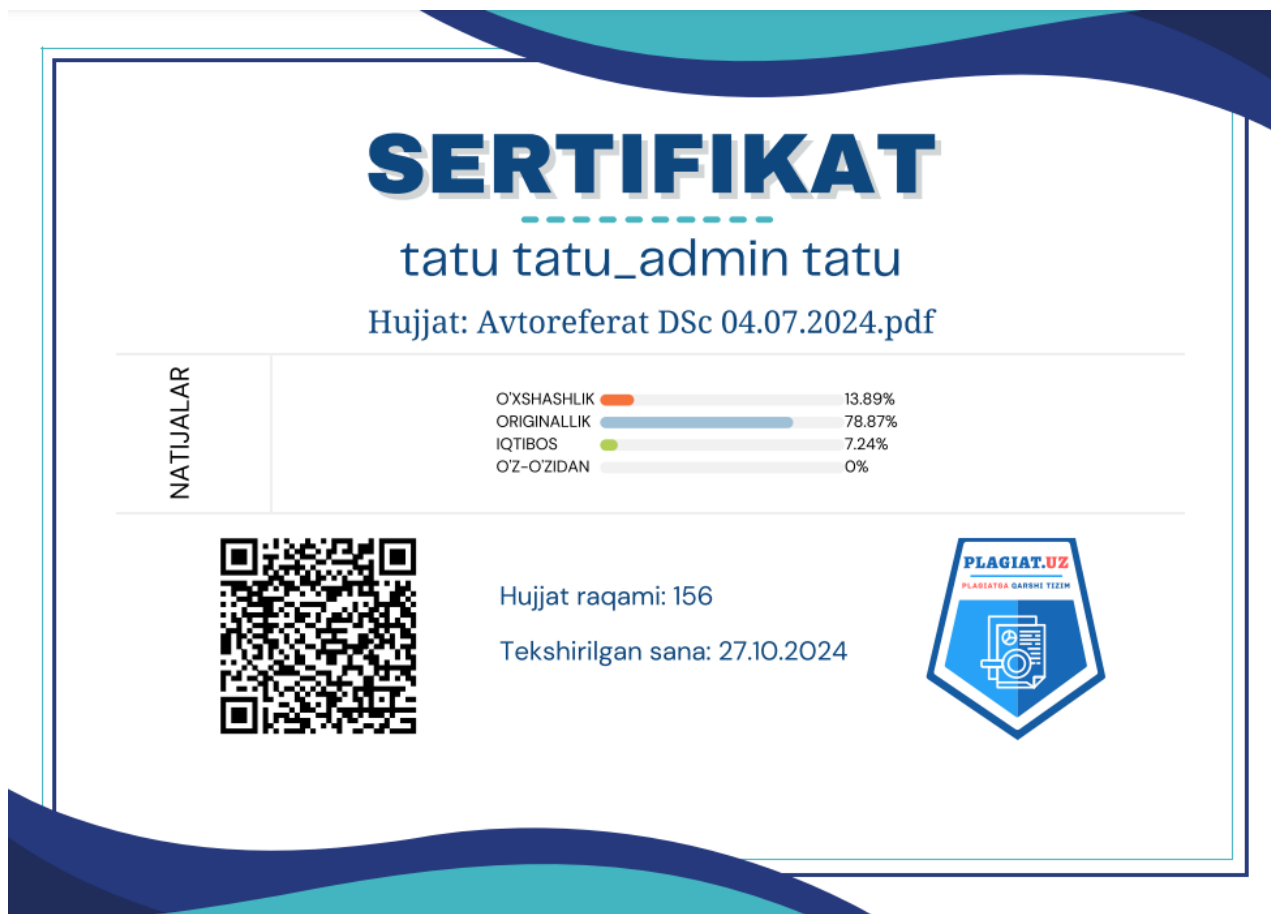 SERTIFIKAT
tatu tatu_admin tatu
Hujjat: Avtoreferat DSc 04.07.2024.pdf
NATIJALAR
O'XSHASHLIK 13.89%
ORIGINALLIK 78.87%
IQTIBOS 7.24%
O'Z-O'ZIDAN 0%
PLAGIAT.UZ
PLAGIATGA QARSHI TIZIM
Hujjat raqami: 156
Tekshirilgan sana: 27.10.2024